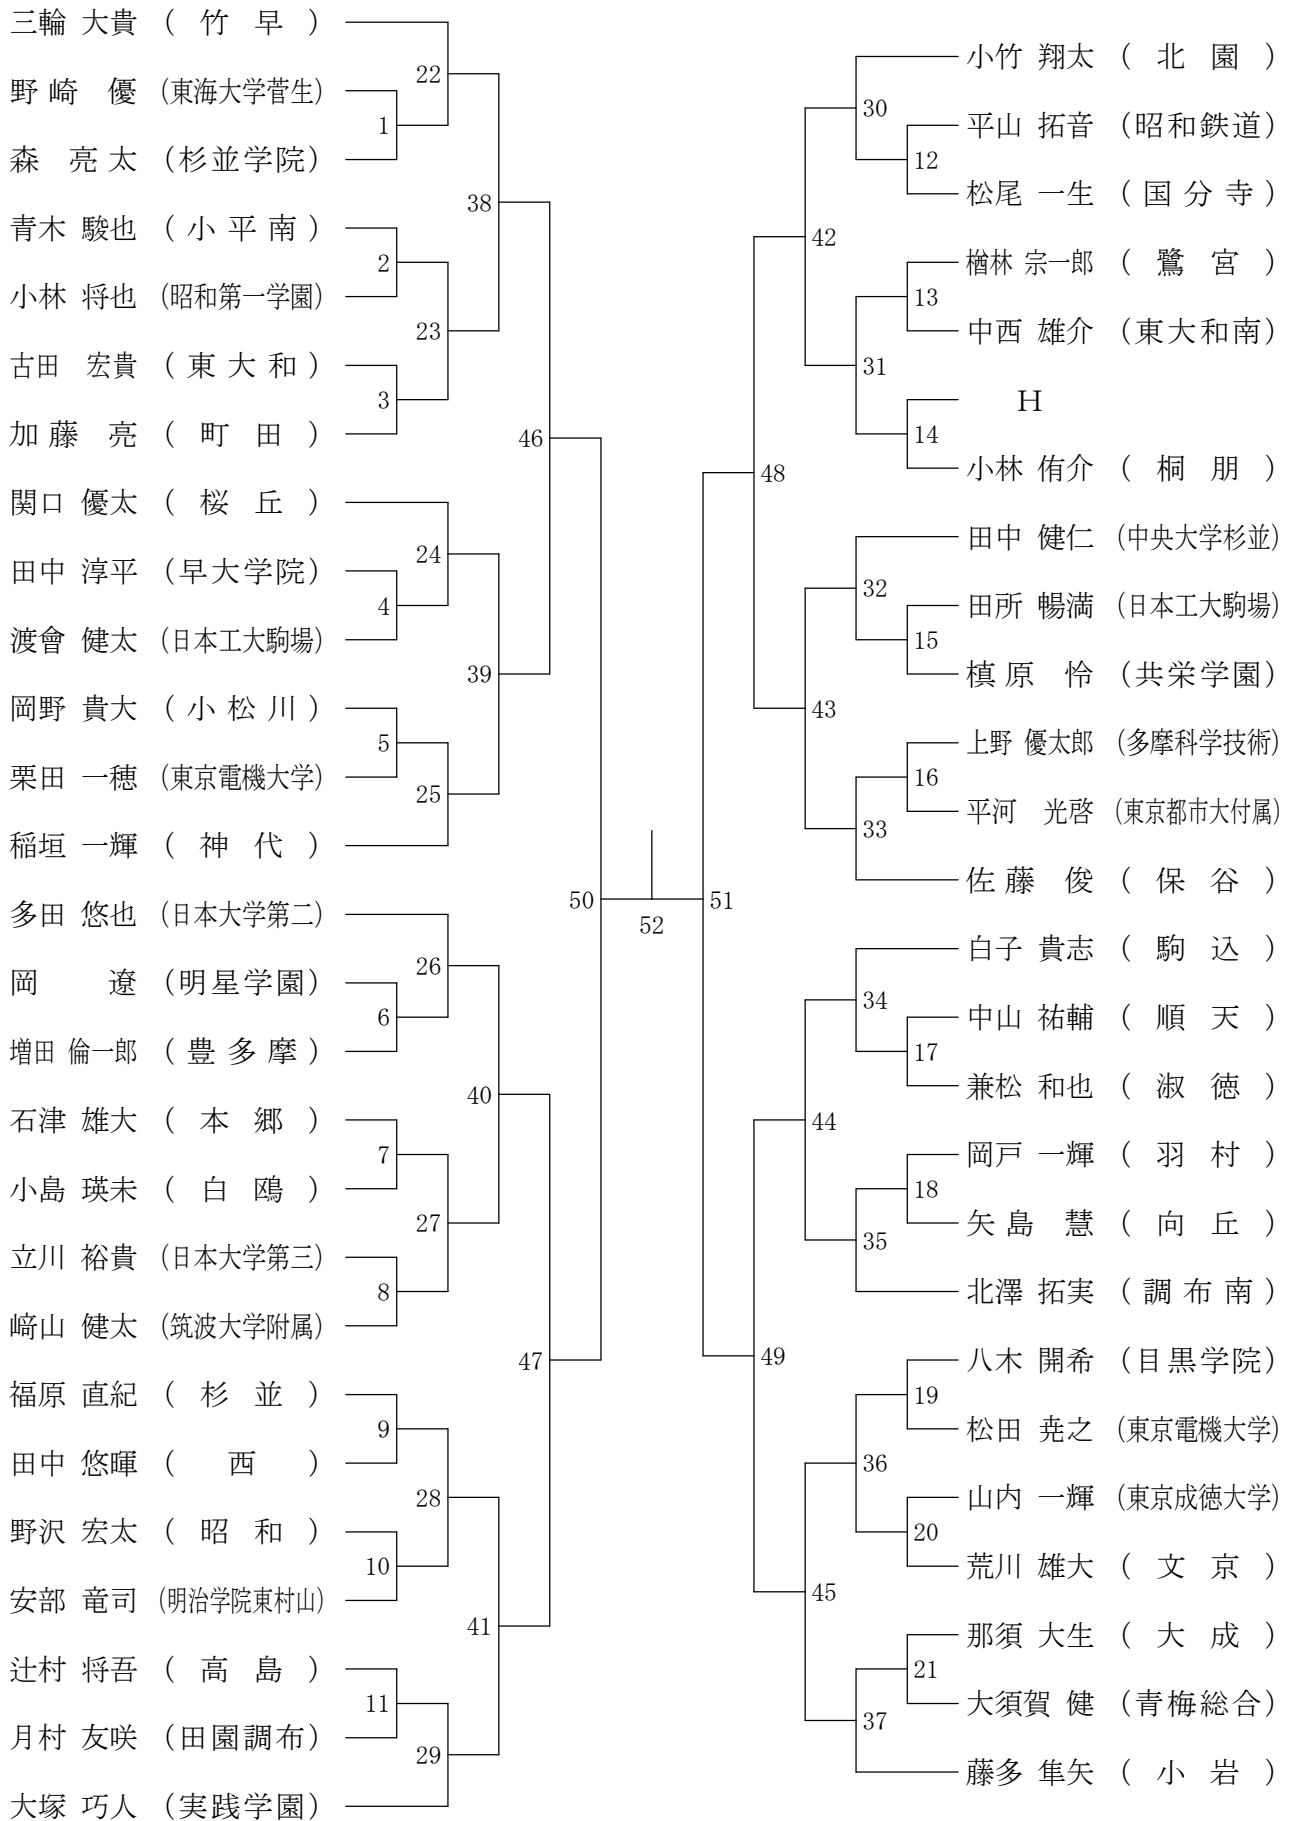 三輪 大貴 ( 竹 早 )
野崎 優 (東海大学菅生)
森 亮太 (杉並学院)
青木 駿也 ( 小平南 )
小林 将也 (昭和第一学園)
古田 宏貴 ( 東大和 )
加藤 亮 ( 町 田 )
関口 優太 ( 桜 丘 )
田中 淳平 (早大学院)
渡會 健太 (日本工大駒場)
岡野 貴大 ( 小松川 )
栗田 一穂 (東京電機大学)
稲垣 一輝 ( 神 代 )
多田 悠也 (日本大学第二)
岡 遼 (明星学園)
増田 倫一郎 ( 豊多摩 )
石津 雄大 ( 本 郷 )
小島 瑛未 ( 白 鴎 )
立川 裕貴 (日本大学第三)
﨑山 健太 (筑波大学附属)
福原 直紀 ( 杉 並 )
田中 悠暉 ( 西 )
野沢 宏太 ( 昭 和 )
安部 竜司 (明治学院東村山)
辻村 将吾 ( 高 島 )
月村 友咲 (田園調布)
大塚 巧人 (実践学園)
1
2
3
4
5
6
7
8
9
10
11
22
23
24
25
26
27
28
29
38
39
40
41
46
47
50
52
51
48
49
42
43
44
45
30
31
32
33
34
35
36
37
12
13
14
15
16
17
18
19
20
21
小竹 翔太 ( 北 園 )
平山 拓音 (昭和鉄道)
松尾 一生 ( 国分寺 )
楢林 宗一郎 ( 鷺 宮 )
中西 雄介 (東大和南)
H
小林 侑介 ( 桐 朋 )
田中 健仁 (中央大学杉並)
田所 暢満 (日本工大駒場)
槙原 怜 (共栄学園)
上野 優太郎 (多摩科学技術)
平河 光啓 (東京都市大付属)
佐藤 俊 ( 保 谷 )
白子 貴志 ( 駒 込 )
中山 祐輔 ( 順 天 )
兼松 和也 ( 淑 徳 )
岡戸 一輝 ( 羽 村 )
矢島 慧 ( 向 丘 )
北澤 拓実 ( 調布南 )
八木 開希 (目黒学院)
松田 尭之 (東京電機大学)
山内 一輝 (東京成徳大学)
荒川 雄大 ( 文 京 )
那須 大生 ( 大 成 )
大須賀 健 (青梅総合)
藤多 隼矢 ( 小 岩 )